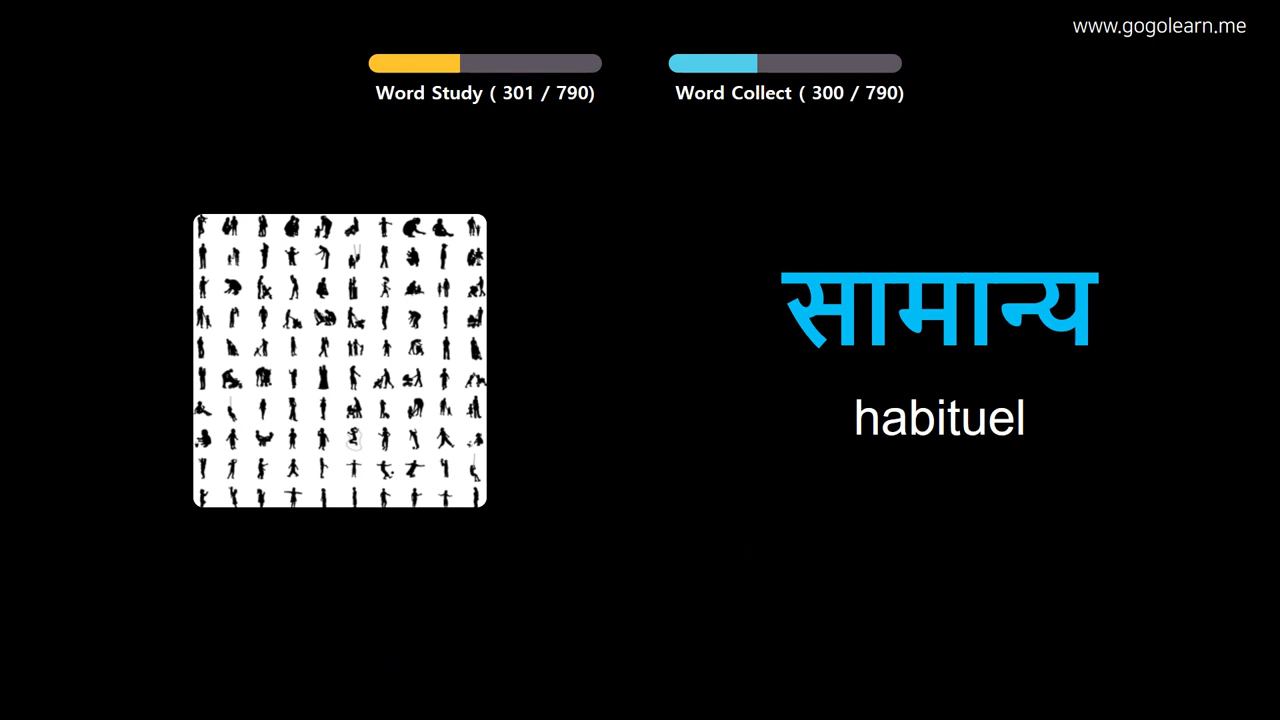 www.gogolearn.me
Word Study ( 301 / 790)
Word Collect ( 300 / 790)
सामान्य
habituel